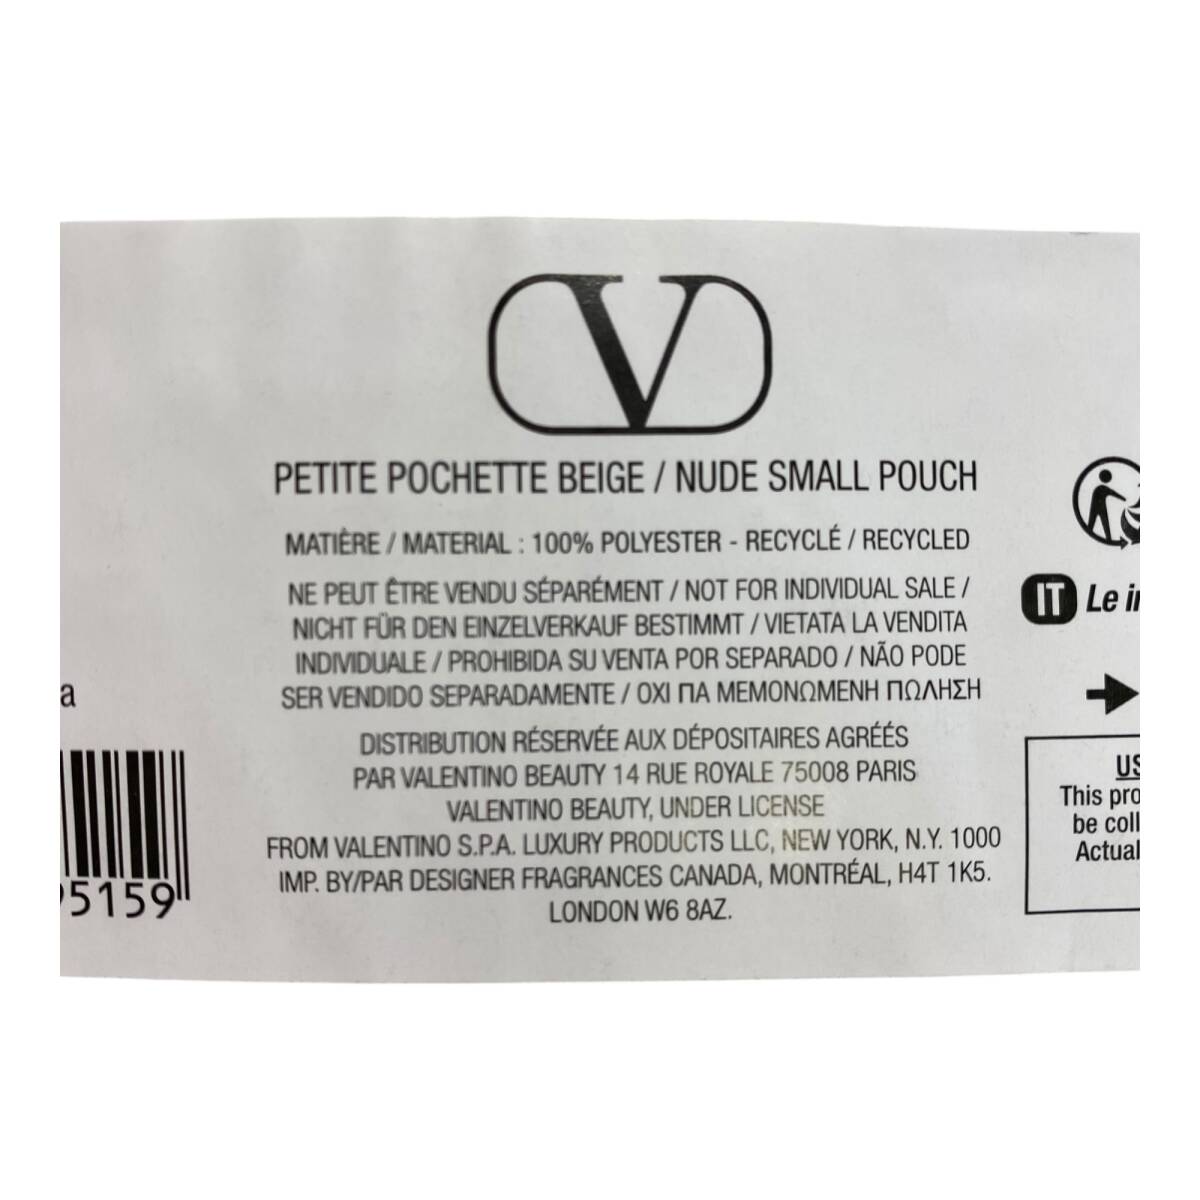 V
PETITE POCHETTE BEIGE / NUDE SMALL POUCH
MATIÈRE / MATERIAL : 100% POLYESTER - RECYCLÉ / RECYCLED
NE PEUT ÊTRE VENDU SÉPARÉMENT / NOT FOR INDIVIDUAL SALE /
NICHT FÜR DEN EINZELVERKAUF BESTIMMT / VIETATA LA VENDITA
INDIVIDUALE / PROHIBIDA SU VENTA POR SEPARADO / NÃO PODE
SER VENDIDO SEPARADAMENTE / ΟΧΙ ΠΑ ΜΕΜΟΝΩΜΕΝΗ ΠΩΛΗΣΗ
DISTRIBUTION RÉSERVÉE AUX DÉPOSITAIRES AGRÉÉS
PAR VALENTINO BEAUTY 14 RUE ROYALE 75008 PARIS
VALENTINO BEAUTY, UNDER LICENSE
FROM VALENTINO S.P.A. LUXURY PRODUCTS LLC, NEW YORK, N.Y. 1000
IMP. BY/PAR DESIGNER FRAGRANCES CANADA, MONTRÉAL, H4T 1K5.
LONDON W6 8AZ.
a
5159
IT Le i
US
This pro
be coll
Actual